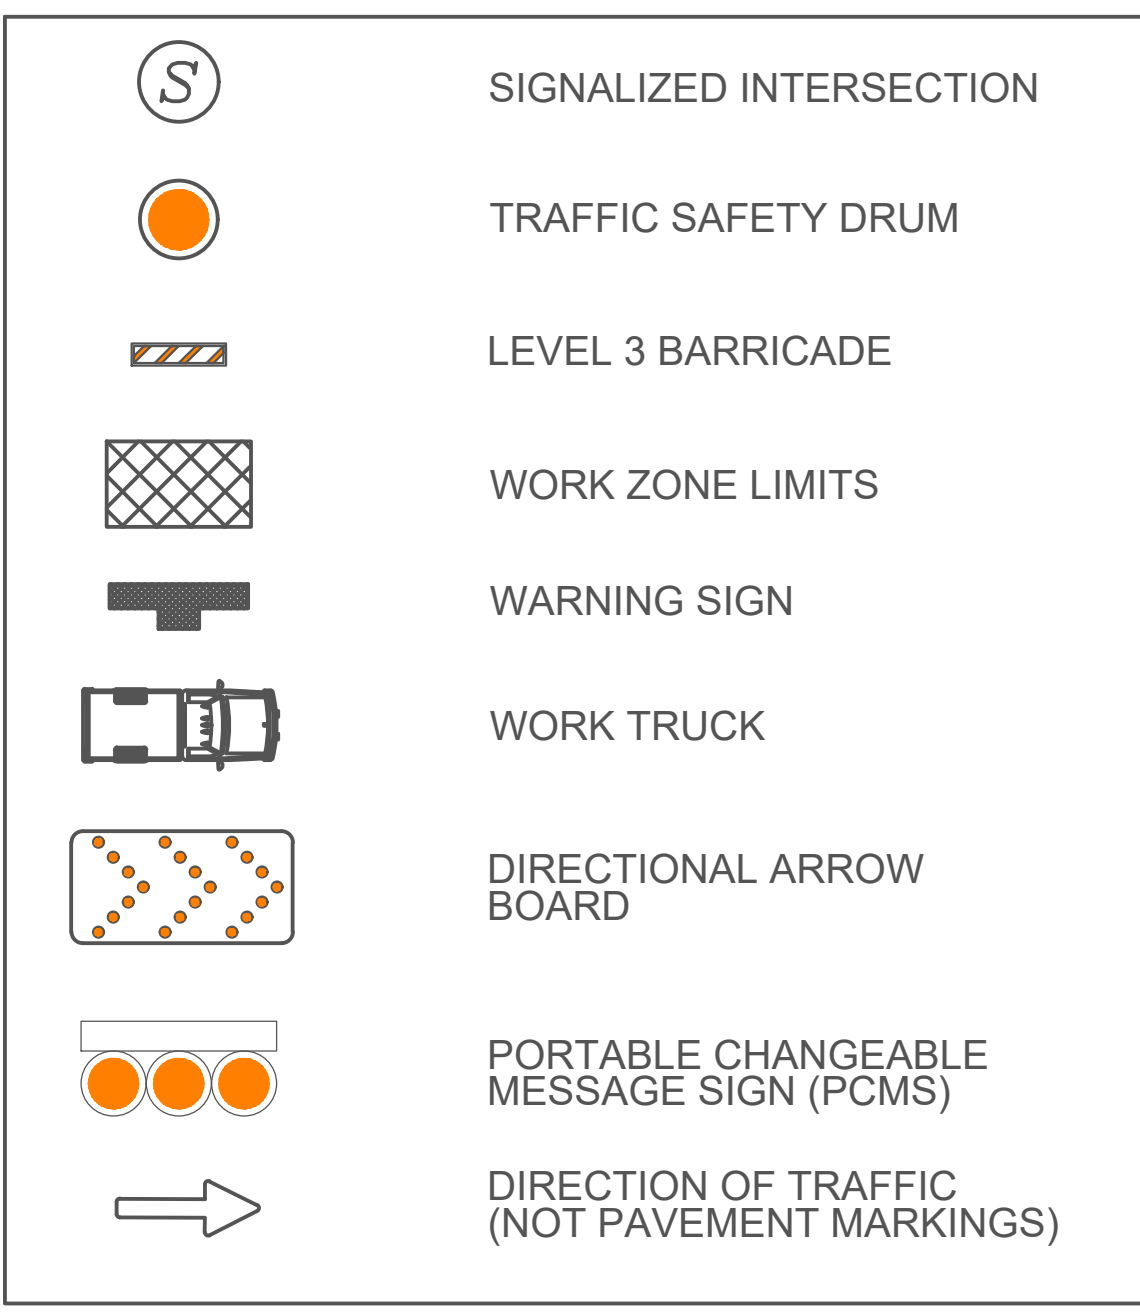 S
SIGNALIZED INTERSECTION
TRAFFIC SAFETY DRUM
LEVEL 3 BARRICADE
WORK ZONE LIMITS
WARNING SIGN
WORK TRUCK
DIRECTIONAL ARROW
BOARD
PORTABLE CHANGEABLE
MESSAGE SIGN (PCMS)
DIRECTION OF TRAFFIC
(NOT PAVEMENT MARKINGS)